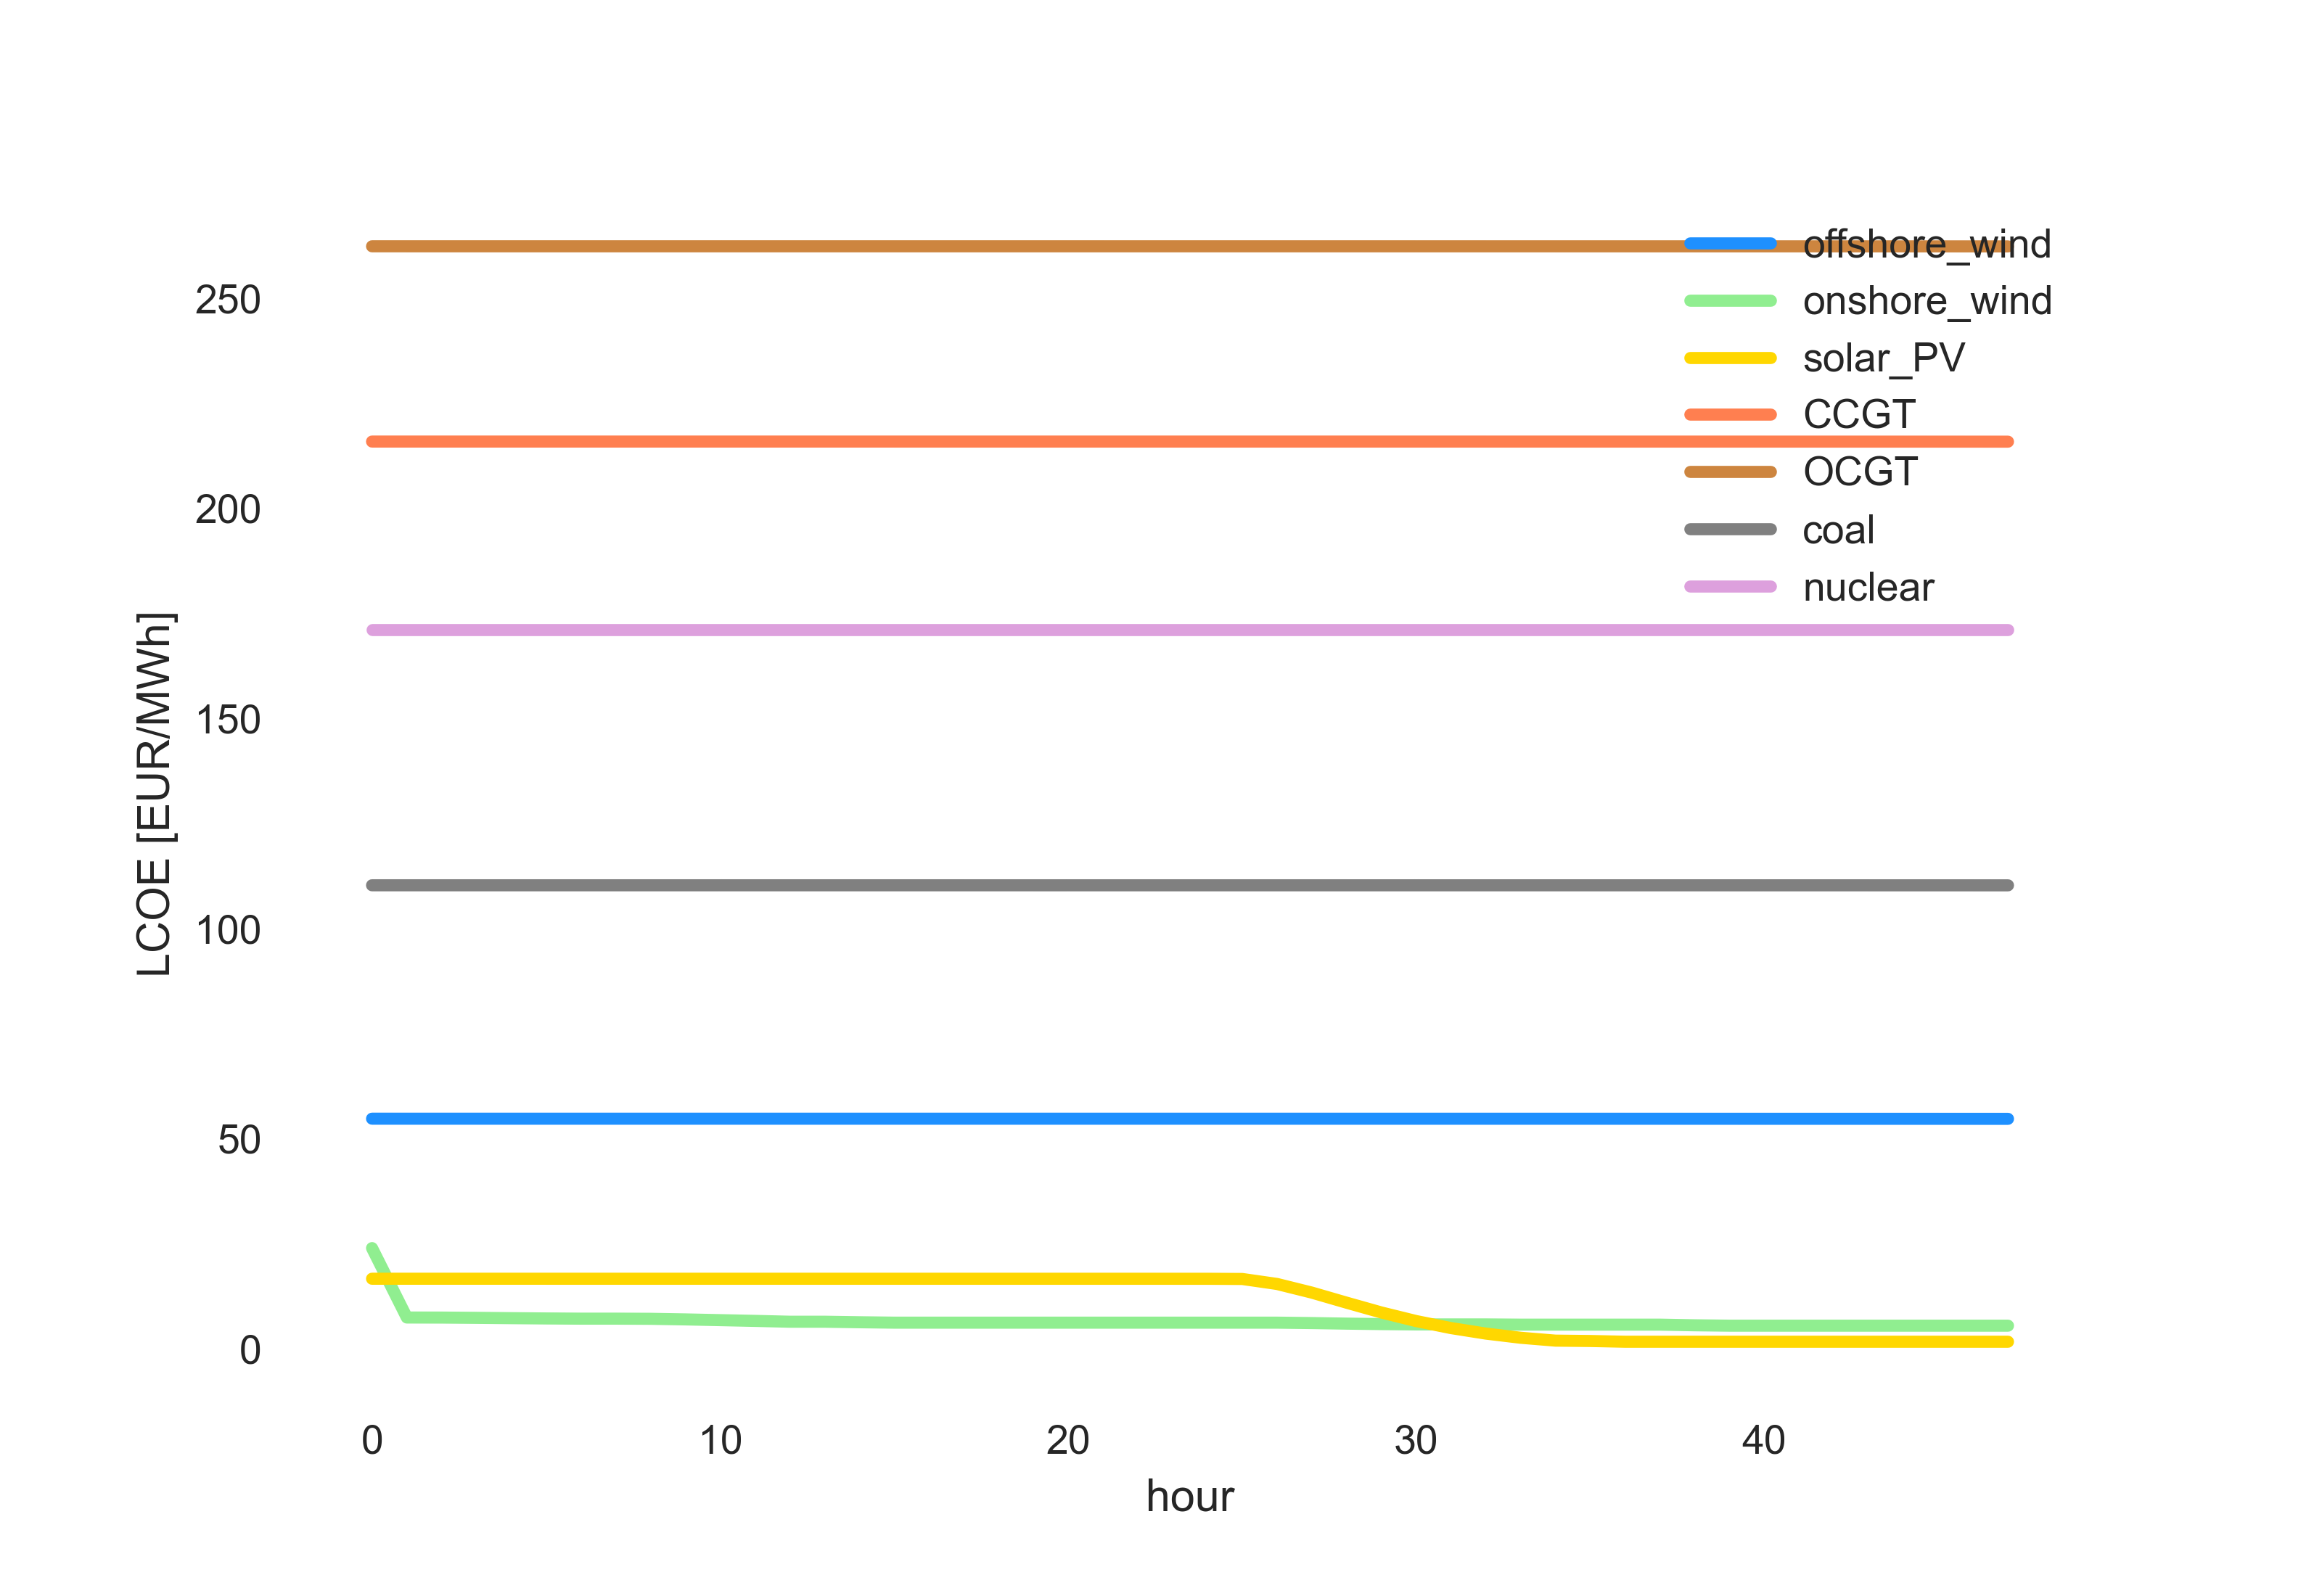 LCOE [EUR/MWh]
250
200
150
100
50
0
offshore_wind
onshore_wind
solar_PV
CCGT
OCGT
coal
nuclear
0 10 20 30 40
hour